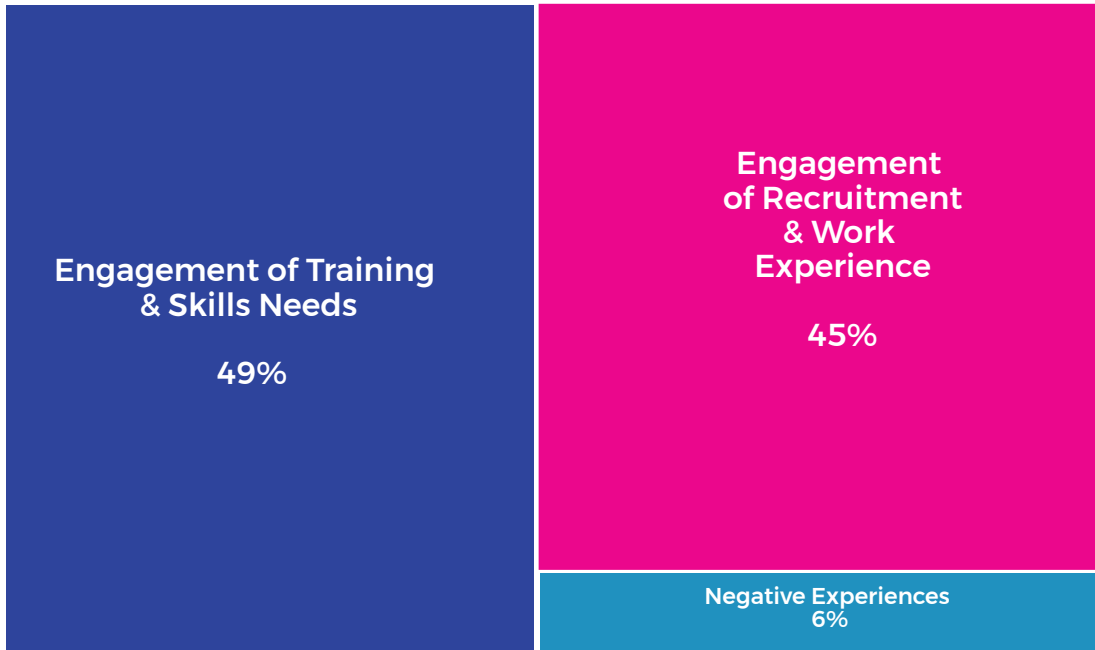 Engagement of Training
& Skills Needs
49%
Engagement
of Recruitment
& Work
Experience
45%
Negative Experiences
6%